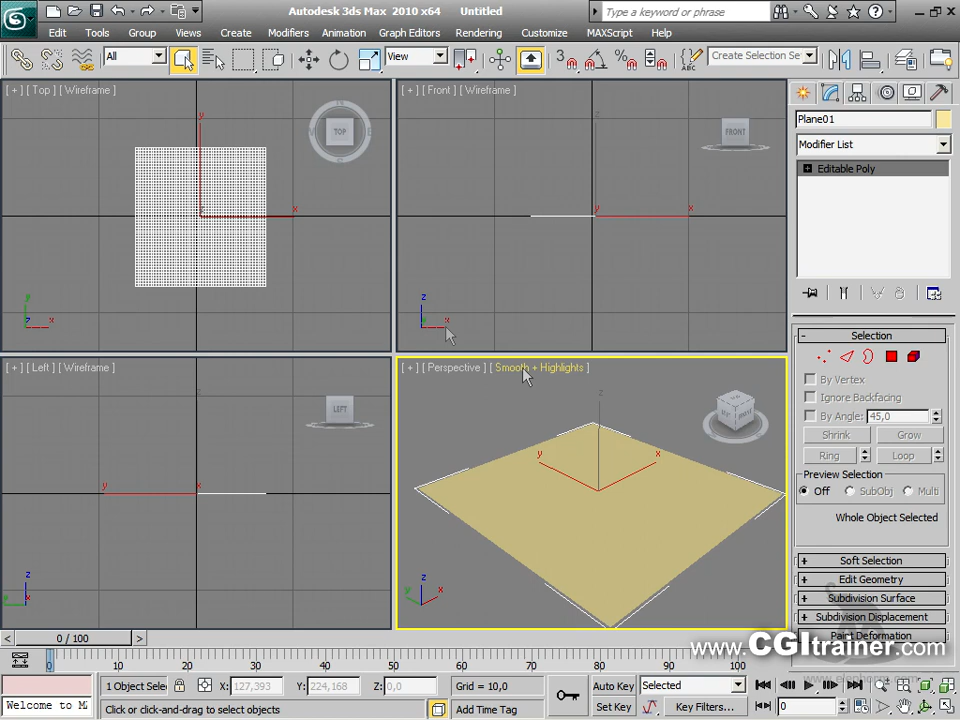 Autodesk 3ds Max 2010 x64 Untitled
Type a keyword or phrase
Edit Tools Group Views Create Modifiers Animation Graph Editors Rendering Customize MAXScript Help
All View 3 Create Selection Se
ABC
[ + ] [ Top ] [ Wireframe ]
[ + ] [ Front ] [ Wireframe ]
Plane01
y N TOP E
z FRONT
Modifier List
Editable Poly
x y x
y z x
z x
Selection
[ + ] [ Left ] [ Wireframe ]
[ + ] [ Perspective ] [ Smooth + Highlights ]
By Vertex
Ignore Backfacing
By Angle: 45,0
z LEFT z
Shrink Grow
Ring Loop
y x y x
Preview Selection
Off SubObj Multi
Whole Object Selected
Soft Selection
Edit Geometry
z x z y x
Subdivision Surface
Subdivision Displacement
Paint Deformation
0 / 100
www.CGItrainer.com
0 10 20 30 40 50 60 70 80 90 100
1 Object Sele X: 127,393 Y: 224,168 Z: 0,0 Grid = 10,0 Auto Key Selected
Welcome to M Click or click-and-drag to select objects Add Time Tag Set Key Key Filters... 0